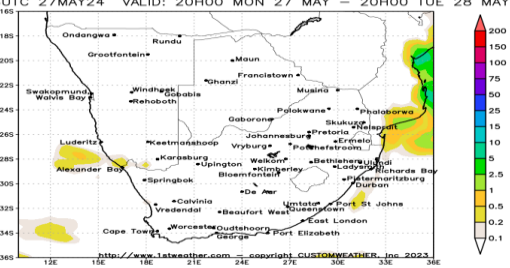 UTC 27MAY24 VALID: 20H00 MON 27 MAY – 20H00 TUE 28 MAY
16S
Ondangwa
Rundu
18S
Grootfontein
Maun
200
150
20S
Francistown
100
Ghanzi
75
Swakopmund
Windhoek
Gobabis
Musina
22S
Walvis Bay
Rehoboth
50
Polokwane
Phalaborwa
24S
Gaborone
Skukuza
25
Pretoria
Nelspruit
15
Johannesburg
26S
Luderitz
Keetmanshoop
Vryburg
Ermelo
10
Potchefstroom
5
Karasburg
Welkom
Bethlehem
Ulundi
28S
Upington
Ladysmith
Alexander Bay
Kimberley
Richards Bay
2
Bloemfontein
Springbok
Pietermaritzburg
1
30S
Durban
De Aar
0.5
Calvinia
Umtata
Port St Johns
Vredendal
Queenstown
32S
Beaufort West
0.2
East London
Cape Town
Worcester
Oudtshoorn
0.1
34S
George
Port Elizabeth
http://www.1stweather.com – copyright CUSTOMWEATHER, Inc 2023
36S
12E 15E 18E 21E 24E 27E 30E 33E 36E